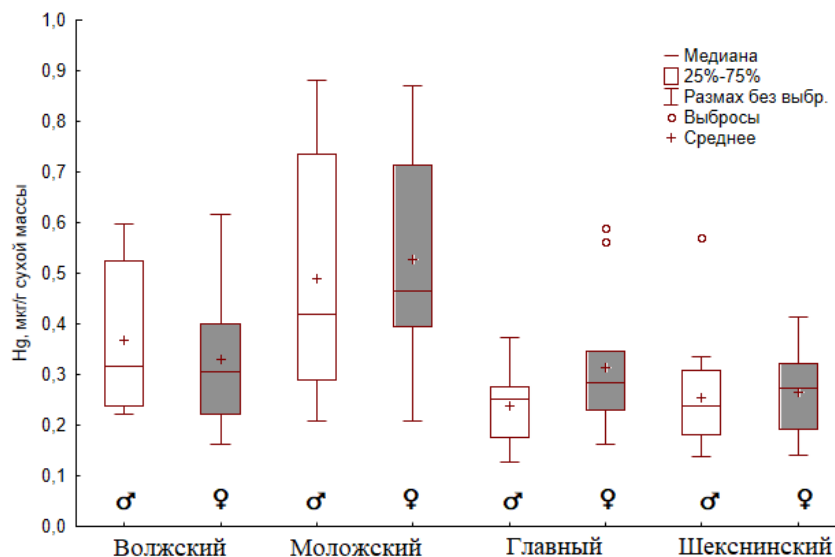 Hg, мкг/г сухой массы
1,0
0,9
0,8
0,7
0,6
0,5
0,4
0,3
0,2
0,1
0,0
Медиана
25%-75%
Размах без выбр.
Выбросы
Среднее
♂ ♀ ♂ ♀ ♂ ♀ ♂ ♀
Волжский Моложский Главный Шекснинский